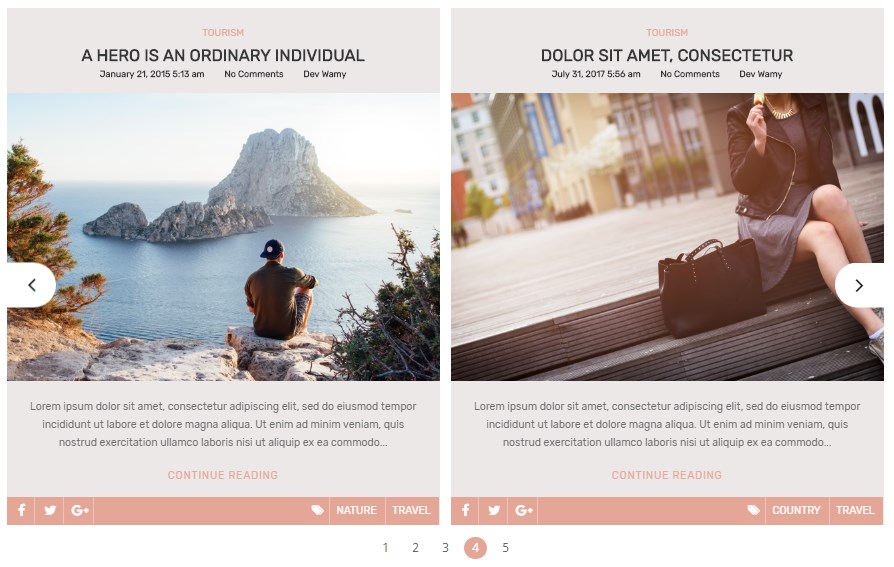 TOURISM
A HERO IS AN ORDINARY INDIVIDUAL
January 21, 2015 5:13 am No Comments Dev Wamy
Lorem ipsum dolor sit amet, consectetur adipiscing elit, sed do eiusmod tempor
incididunt ut labore et dolore magna aliqua. Ut enim ad minim veniam, quis
nostrud exercitation ullamco laboris nisi ut aliquip ex ea commodo...
CONTINUE READING
G+
NATURE TRAVEL
TOURISM
DOLOR SIT AMET, CONSECTETUR
July 31, 2017 5:56 am No Comments Dev Wamy
Lorem ipsum dolor sit amet, consectetur adipiscing elit, sed do eiusmod tempor
incididunt ut labore et dolore magna aliqua. Ut enim ad minim veniam, quis
nostrud exercitation ullamco laboris nisi ut aliquip ex ea commodo...
CONTINUE READING
G+
COUNTRY TRAVEL
1 2 3 4 5